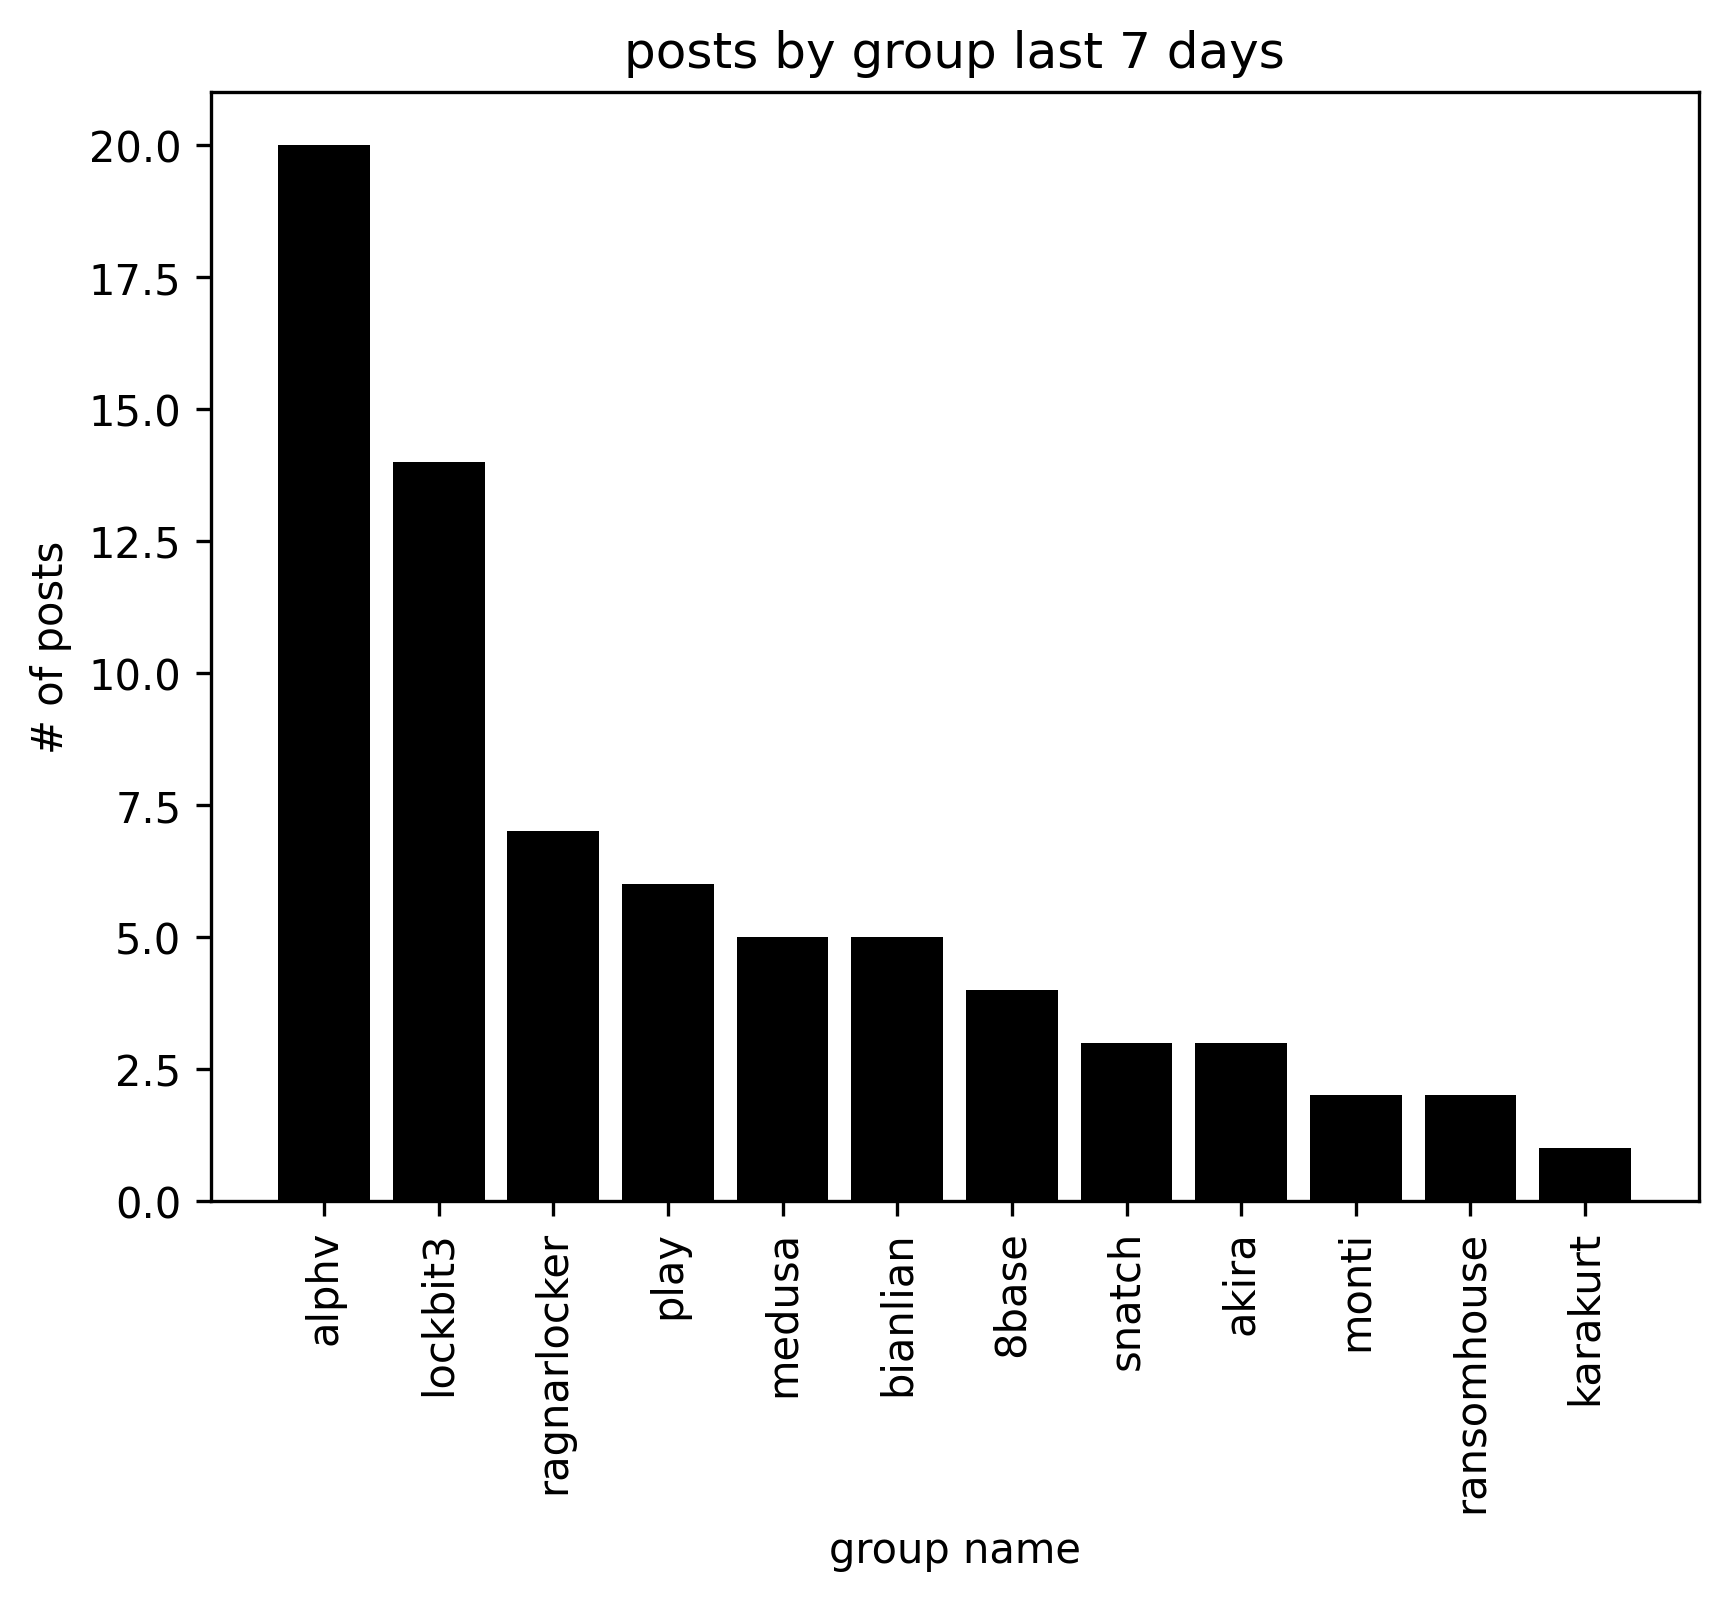 posts by group last 7 days
20.0
17.5
15.0
12.5
10.0
7.5
5.0
2.5
0.0
# of posts
alphv
lockbit3
ragnarlocker
play
medusa
bianlian
8base
snatch
akira
monti
ransomhouse
karakurt
group name